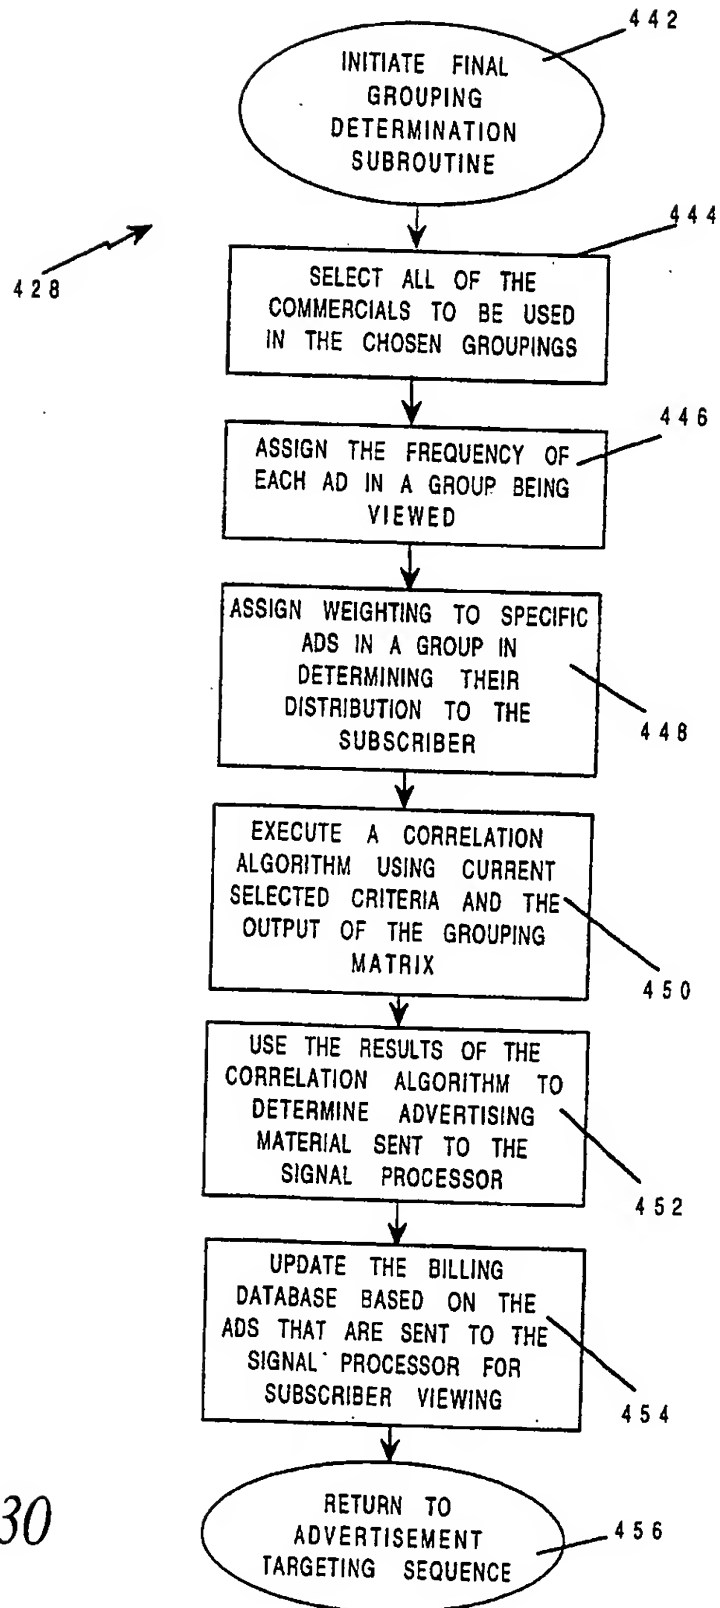 442
INITIATE FINAL
GROUPING
DETERMINATION
SUBROUTINE
444
428
SELECT ALL OF THE
COMMERCIALS TO BE USED
IN THE CHOSEN GROUPINGS
446
ASSIGN THE FREQUENCY OF
EACH AD IN A GROUP BEING
VIEWED
ASSIGN WEIGHTING TO SPECIFIC
ADS IN A GROUP IN
DETERMINING THEIR
DISTRIBUTION TO THE
SUBSCRIBER
448
EXECUTE A CORRELATION
ALGORITHM USING CURRENT
SELECTED CRITERIA AND THE
OUTPUT OF THE GROUPING
MATRIX
450
USE THE RESULTS OF THE
CORRELATION ALGORITHM TO
DETERMINE ADVERTISING
MATERIAL SENT TO THE
SIGNAL PROCESSOR
452
UPDATE THE BILLING
DATABASE BASED ON THE
ADS THAT ARE SENT TO THE
SIGNAL PROCESSOR FOR
SUBSCRIBER VIEWING
454
30
RETURN TO
ADVERTISEMENT
TARGETING SEQUENCE
456